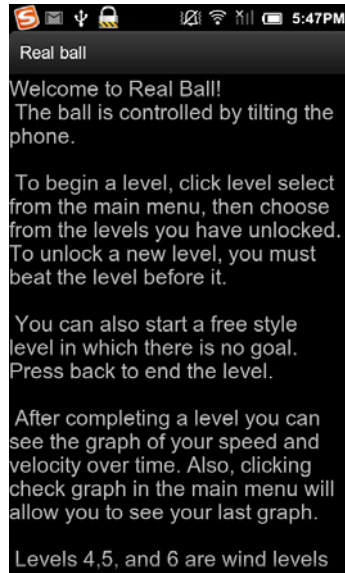 5:47PM
Real ball
Welcome to Real Ball!
The ball is controlled by tilting the
phone.
To begin a level, click level select
from the main menu, then choose
from the levels you have unlocked.
To unlock a new level, you must
beat the level before it.
You can also start a free style
level in which there is no goal.
Press back to end the level.
After completing a level you can
see the graph of your speed and
velocity over time. Also, clicking
check graph in the main menu will
allow you to see your last graph.
Levels 4,5, and 6 are wind levels